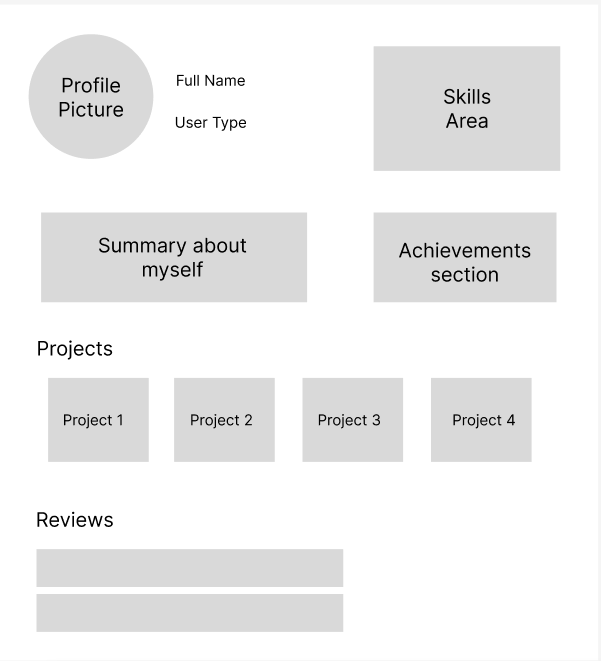 Profile
Picture
Full Name
User Type
Skills
Area
Summary about
myself
Achievements
section
Projects
Project 1
Project 2
Project 3
Project 4
Reviews